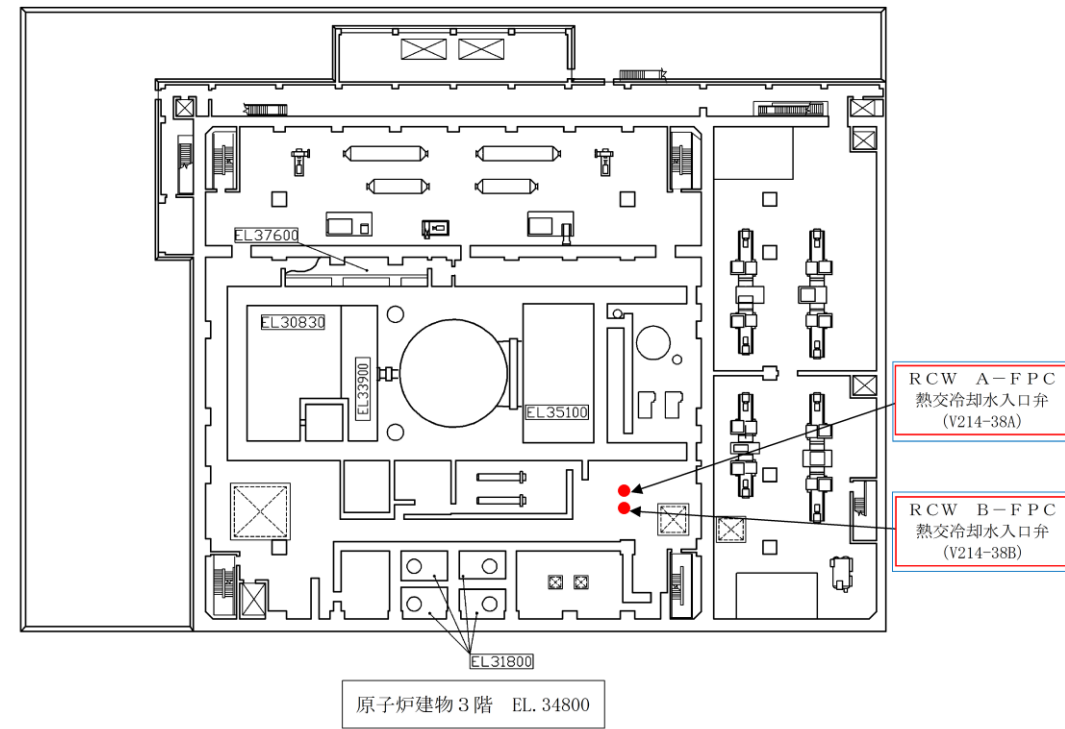 EL37600
EL30830
EL33900
EL35100
RCW A-FPC
熱交冷却水入口弁
(V214-38A)
RCW B-FPC
熱交冷却水入口弁
(V214-38B)
EL31800
原子炉建物3階 EL.34800